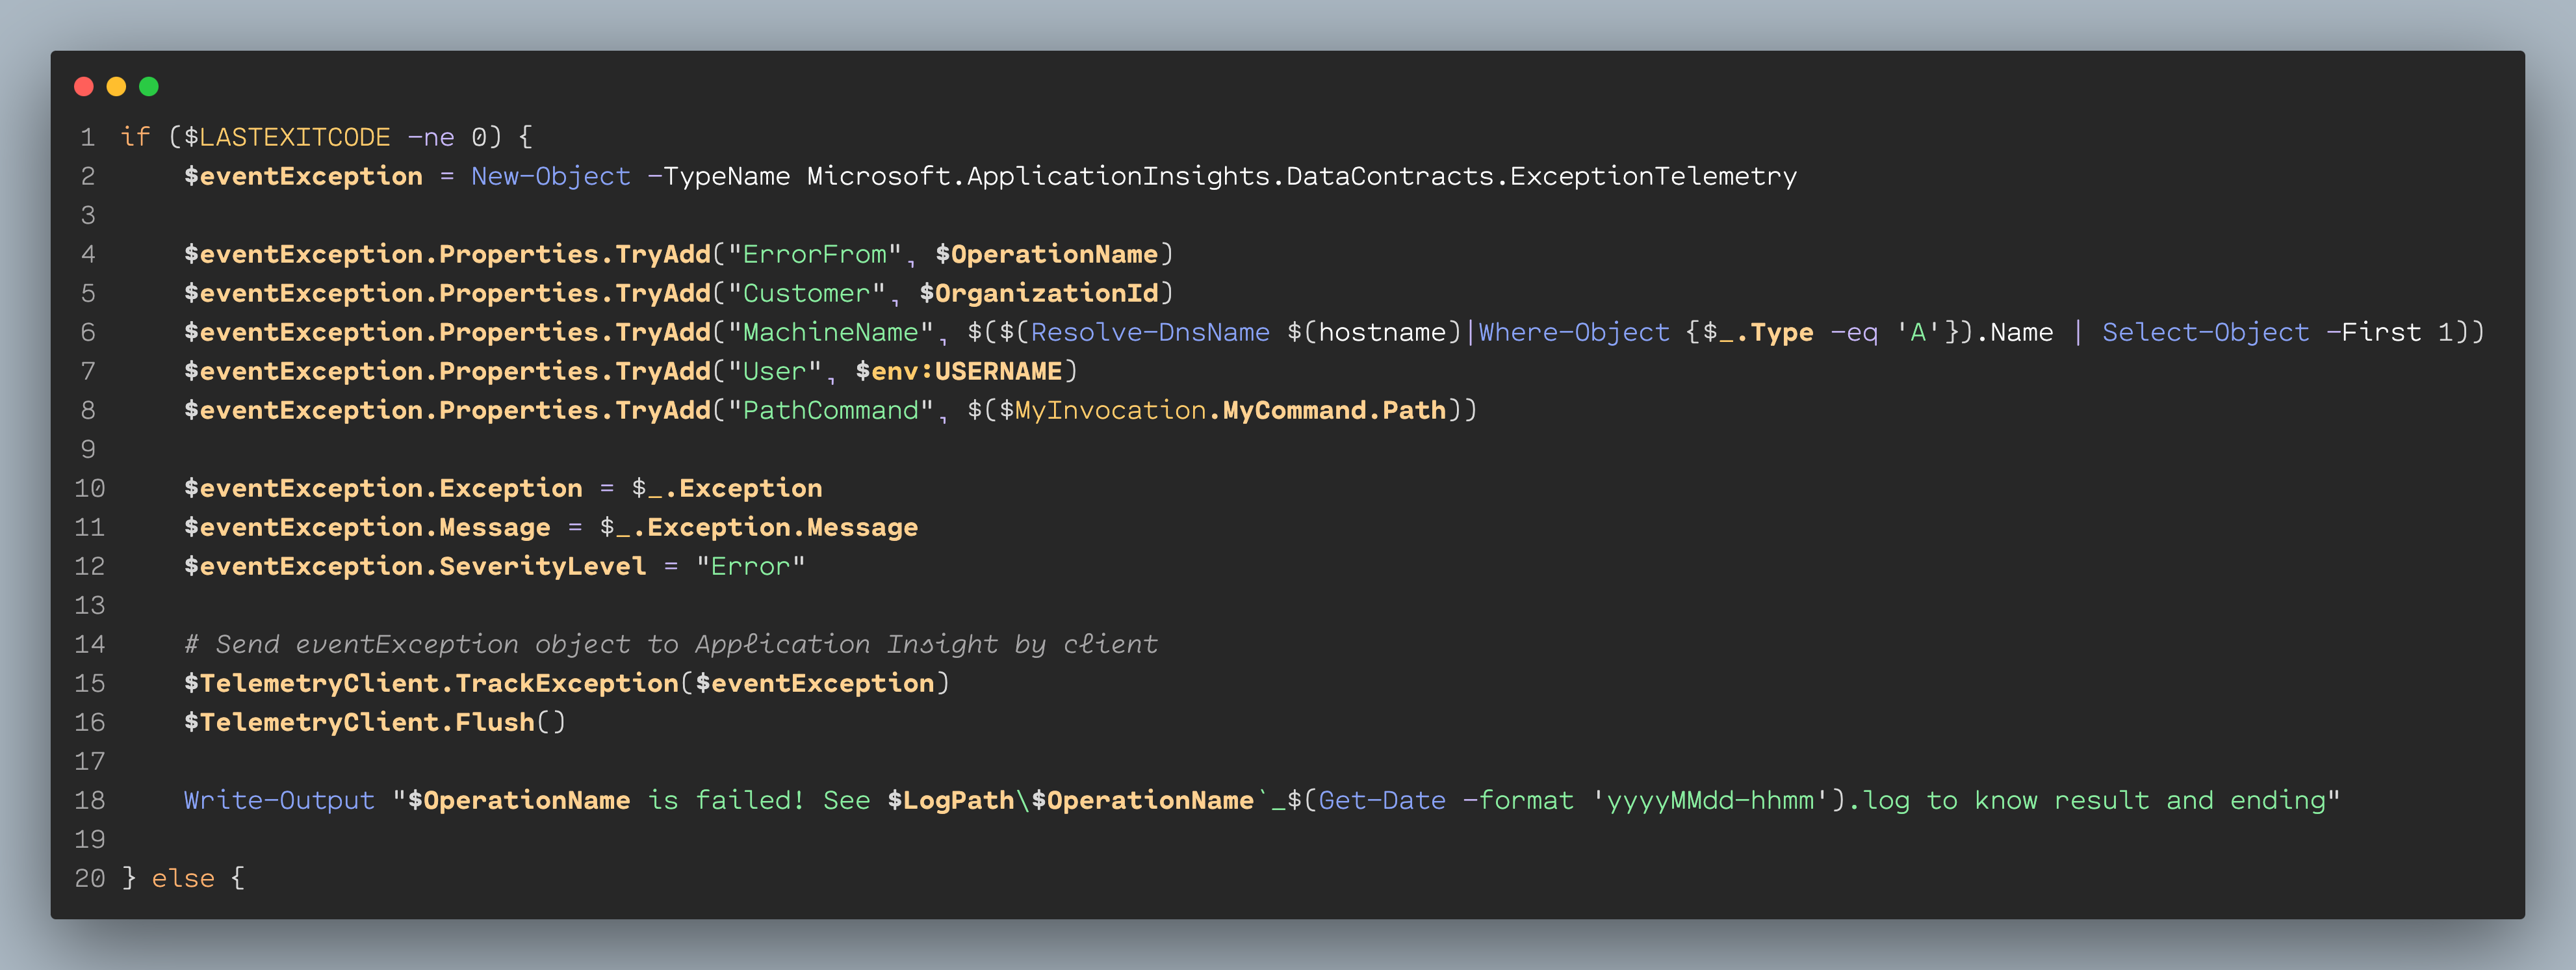 1 if ($LASTEXITCODE -ne 0) {
2     $eventException = New-Object -TypeName Microsoft.ApplicationInsights.DataContracts.ExceptionTelemetry
3
4     $eventException.Properties.TryAdd("ErrorFrom", $OperationName)
5     $eventException.Properties.TryAdd("Customer", $OrganizationId)
6     $eventException.Properties.TryAdd("MachineName", $($(Resolve-DnsName $(hostname)|Where-Object {$_.Type -eq 'A'}).Name | Select-Object -First 1))
7     $eventException.Properties.TryAdd("User", $env:USERNAME)
8     $eventException.Properties.TryAdd("PathCommand", $($MyInvocation.MyCommand.Path))
9
10     $eventException.Exception = $_.Exception
11     $eventException.Message = $_.Exception.Message
12     $eventException.SeverityLevel = "Error"
13
14     # Send eventException object to Application Insight by client
15     $TelemetryClient.TrackException($eventException)
16     $TelemetryClient.Flush()
17
18     Write-Output "$OperationName is failed! See $LogPath\$OperationName`_$(Get-Date -format 'yyyyMMdd-hhmm').log to know result and ending"
19
20 } else {